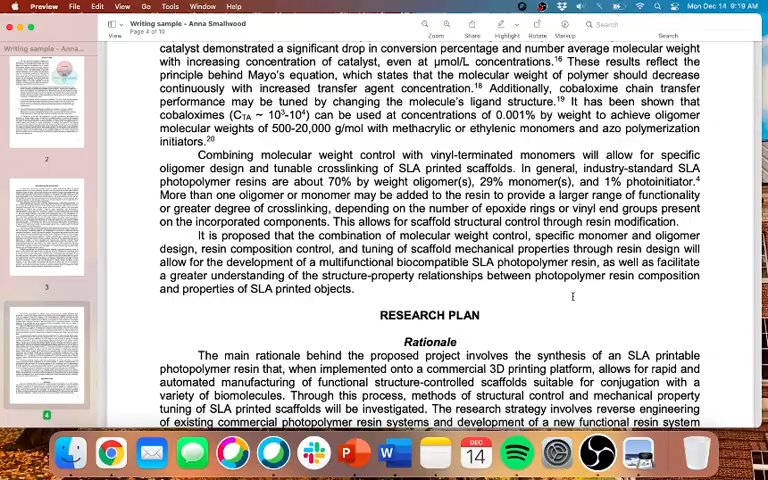 Preview File Edit View Go Tools Window Help Mon Dec 14 9:19 AM
Writing sample - Anna Smallwood
Page 4 of 10
View Zoom Share Highlight Rotate Markup Search
Search
Writing sample - Anna...
2
3
4
catalyst demonstrated a significant drop in conversion percentage and number average molecular weight
with increasing concentration of catalyst, even at µmol/L concentrations.16 These results reflect the
principle behind Mayo's equation, which states that the molecular weight of polymer should decrease
continuously with increased transfer agent concentration.18 Additionally, cobaloxime chain transfer
performance may be tuned by changing the molecule's ligand structure.19 It has been shown that
cobaloximes (CTA ~ 10³-10⁴) can be used at concentrations of 0.001% by weight to achieve oligomer
molecular weights of 500-20,000 g/mol with methacrylic or ethylenic monomers and azo polymerization
initiators.20
Combining molecular weight control with vinyl-terminated monomers will allow for specific
oligomer design and tunable crosslinking of SLA printed scaffolds. In general, industry-standard SLA
photopolymer resins are about 70% by weight oligomer(s), 29% monomer(s), and 1% photoinitiator.4
More than one oligomer or monomer may be added to the resin to provide a larger range of functionality
or greater degree of crosslinking, depending on the number of epoxide rings or vinyl end groups present
on the incorporated components. This allows for scaffold structural control through resin modification.
It is proposed that the combination of molecular weight control, specific monomer and oligomer
design, resin composition control, and tuning of scaffold mechanical properties through resin design will
allow for the development of a multifunctional biocompatible SLA photopolymer resin, as well as facilitate
a greater understanding of the structure-property relationships between photopolymer resin composition
and properties of SLA printed objects.
RESEARCH PLAN
Rationale
The main rationale behind the proposed project involves the synthesis of an SLA printable
photopolymer resin that, when implemented onto a commercial 3D printing platform, allows for rapid and
automated manufacturing of functional structure-controlled scaffolds suitable for conjugation with a
variety of biomolecules. Through this process, methods of structural control and mechanical property
tuning of SLA printed scaffolds will be investigated. The research strategy involves reverse engineering
of existing commercial photopolymer resin systems and development of a new functional resin system
P W DEC
14